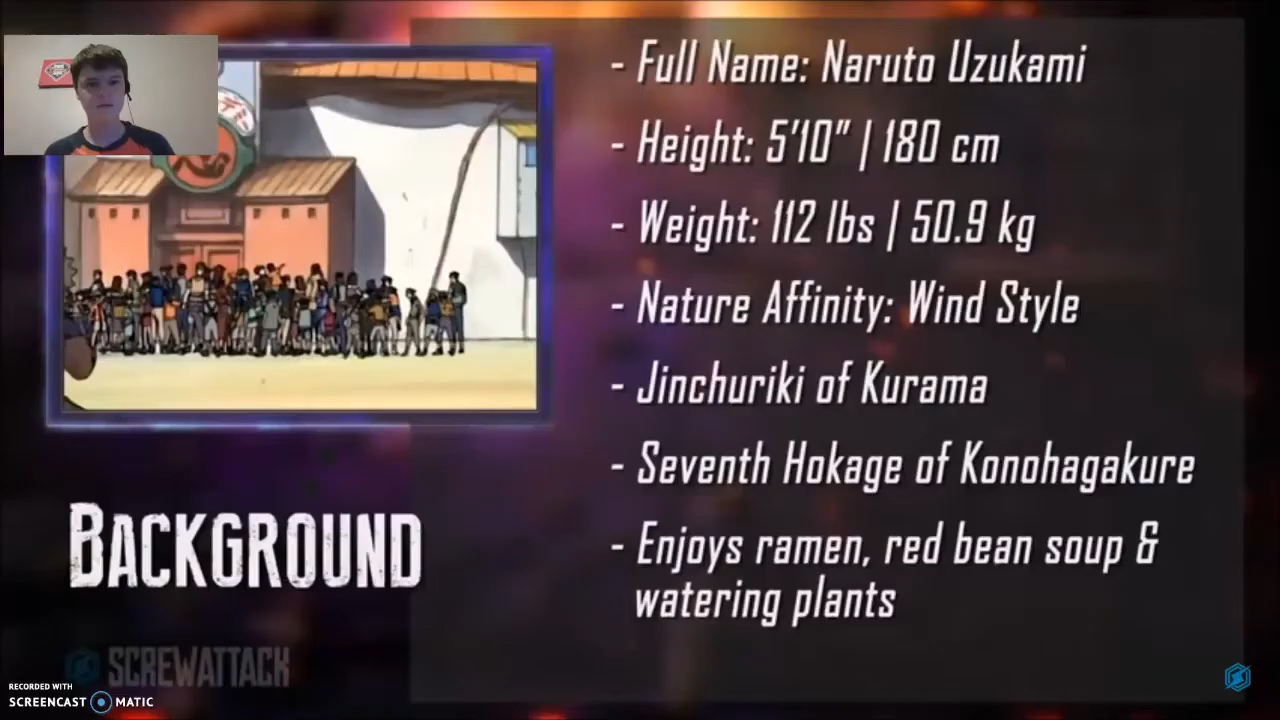 - Full Name: Naruto Uzukami
- Height: 5'10" | 180 cm
- Weight: 112 lbs | 50.9 kg
- Nature Affinity: Wind Style
- Jinchuriki of Kurama
- Seventh Hokage of Konohagakure
- Enjoys ramen, red bean soup &
watering plants
BACKGROUND
SCREWATTACK
RECORDED WITH
SCREENCAST MATIC